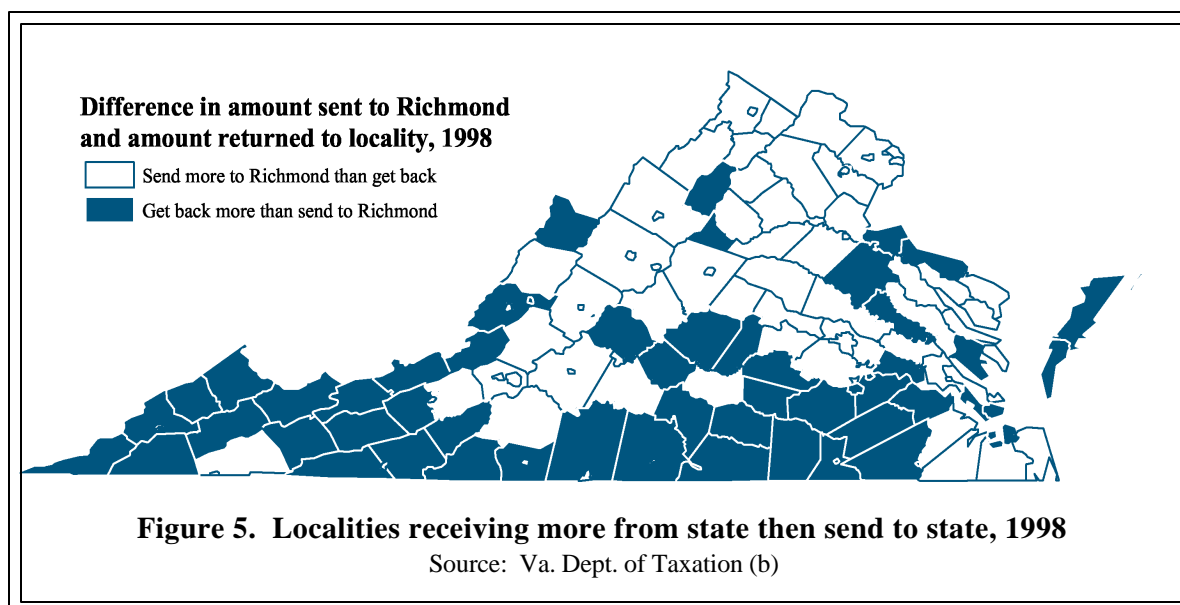 Difference in amount sent to Richmond
and amount returned to locality, 1998
Send more to Richmond than get back
Get back more than send to Richmond
Figure 5.  Localities receiving more from state then send to state, 1998
Source:  Va. Dept. of Taxation (b)